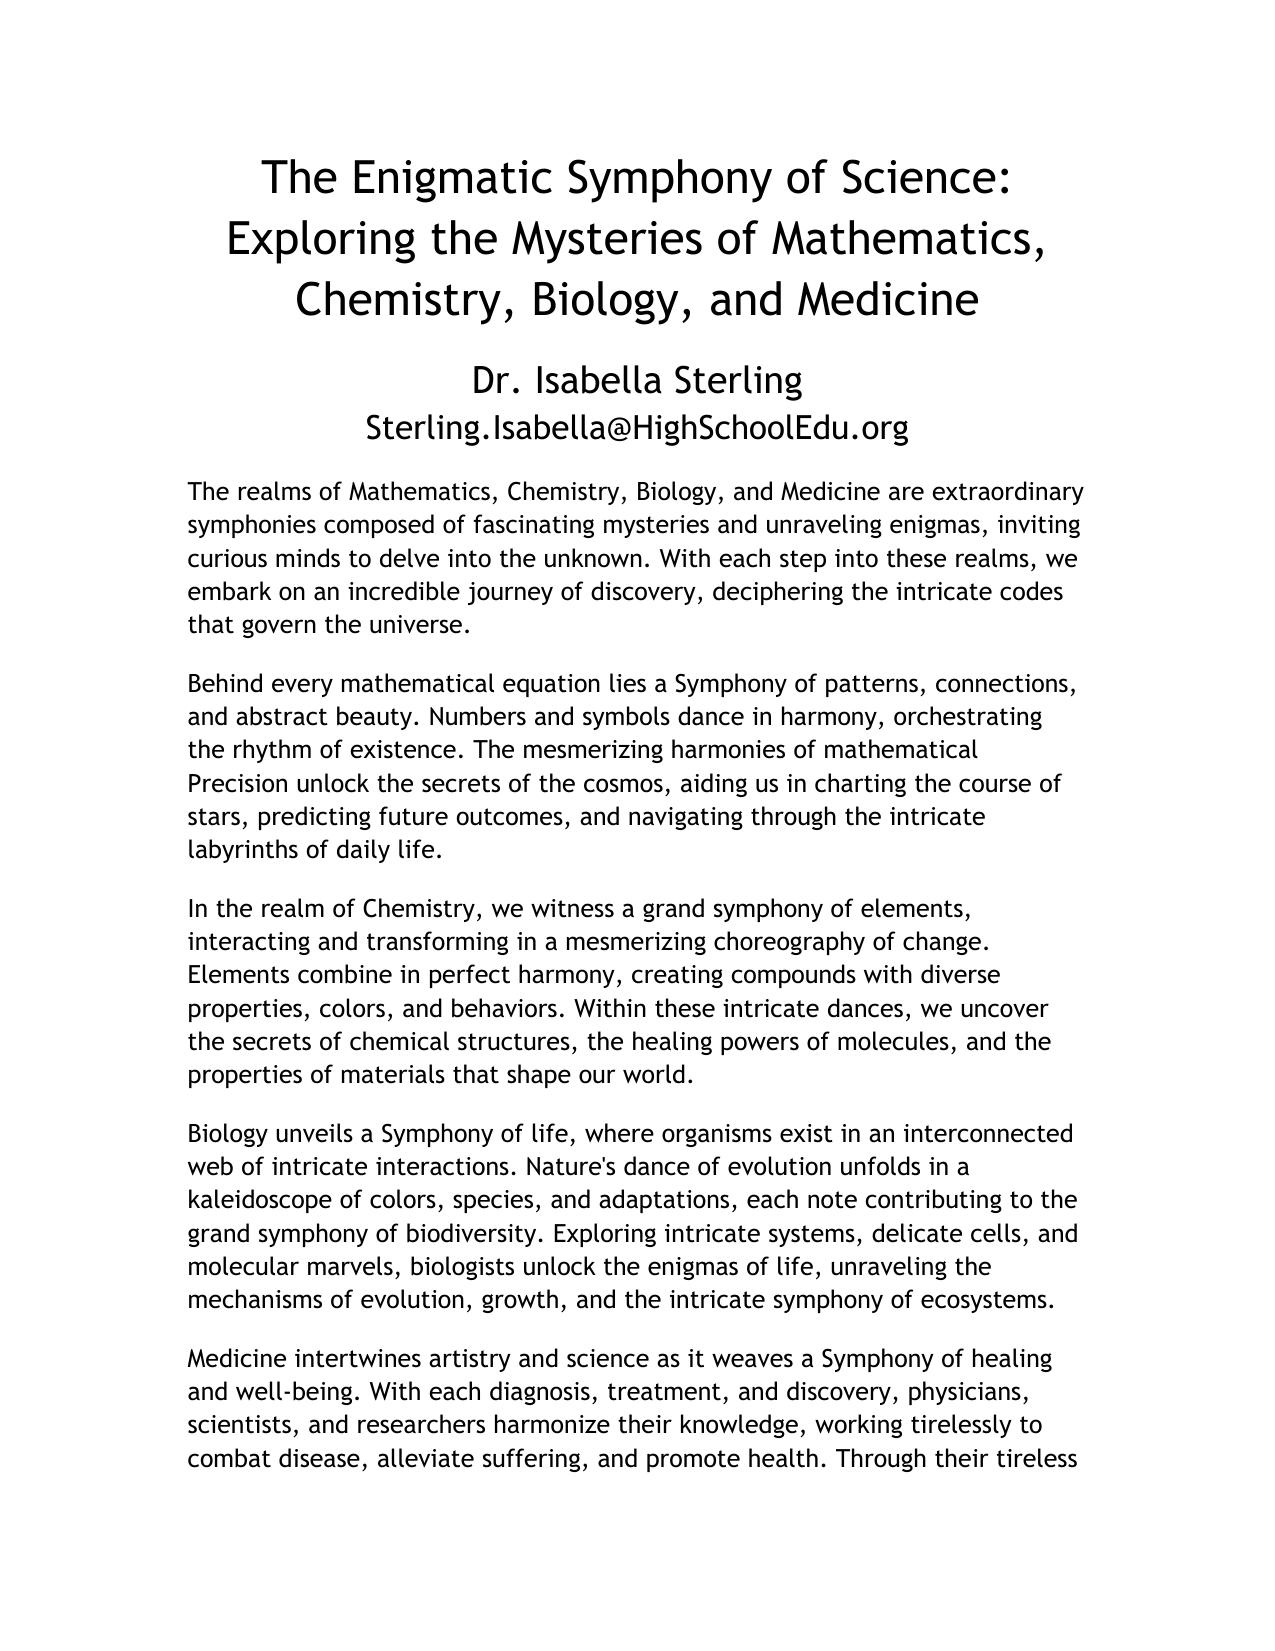 The Enigmatic Symphony of Science:
Exploring the Mysteries of Mathematics,
Chemistry, Biology, and Medicine
Dr. Isabella Sterling
Sterling.Isabella@HighSchoolEdu.org
The realms of Mathematics, Chemistry, Biology, and Medicine are extraordinary
symphonies composed of fascinating mysteries and unraveling enigmas, inviting
curious minds to delve into the unknown. With each step into these realms, we
embark on an incredible journey of discovery, deciphering the intricate codes
that govern the universe.
Behind every mathematical equation lies a Symphony of patterns, connections,
and abstract beauty. Numbers and symbols dance in harmony, orchestrating
the rhythm of existence. The mesmerizing harmonies of mathematical
Precision unlock the secrets of the cosmos, aiding us in charting the course of
stars, predicting future outcomes, and navigating through the intricate
labyrinths of daily life.
In the realm of Chemistry, we witness a grand symphony of elements,
interacting and transforming in a mesmerizing choreography of change.
Elements combine in perfect harmony, creating compounds with diverse
properties, colors, and behaviors. Within these intricate dances, we uncover
the secrets of chemical structures, the healing powers of molecules, and the
properties of materials that shape our world.
Biology unveils a Symphony of life, where organisms exist in an interconnected
web of intricate interactions. Nature's dance of evolution unfolds in a
kaleidoscope of colors, species, and adaptations, each note contributing to the
grand symphony of biodiversity. Exploring intricate systems, delicate cells, and
molecular marvels, biologists unlock the enigmas of life, unraveling the
mechanisms of evolution, growth, and the intricate symphony of ecosystems.
Medicine intertwines artistry and science as it weaves a Symphony of healing
and well-being. With each diagnosis, treatment, and discovery, physicians,
scientists, and researchers harmonize their knowledge, working tirelessly to
combat disease, alleviate suffering, and promote health. Through their tireless